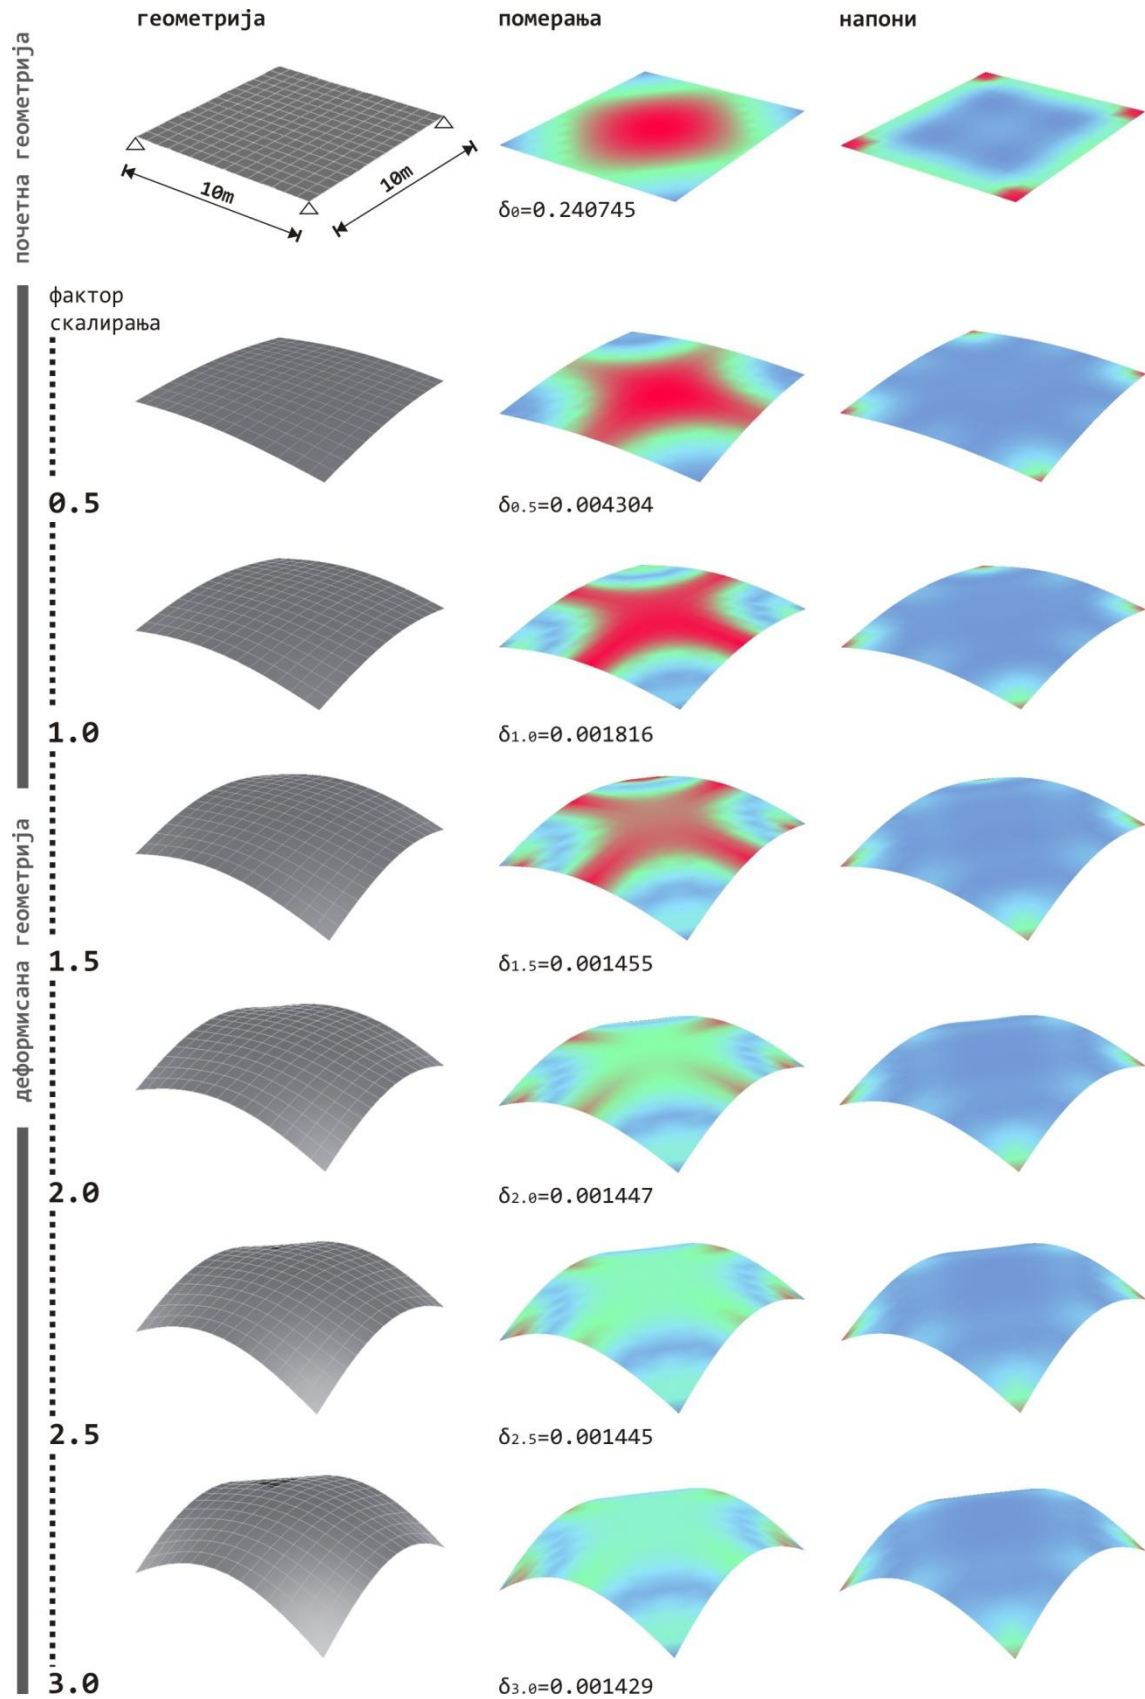 геометрија
померања
напони
почетна геометрија
10m
10m
δ0=0.240745
фактор
скалирања
0.5
δ0.5=0.004304
1.0
δ1.0=0.001816
1.5
δ1.5=0.001455
деформисана геометрија
2.0
δ2.0=0.001447
2.5
δ2.5=0.001445
3.0
δ3.0=0.001429